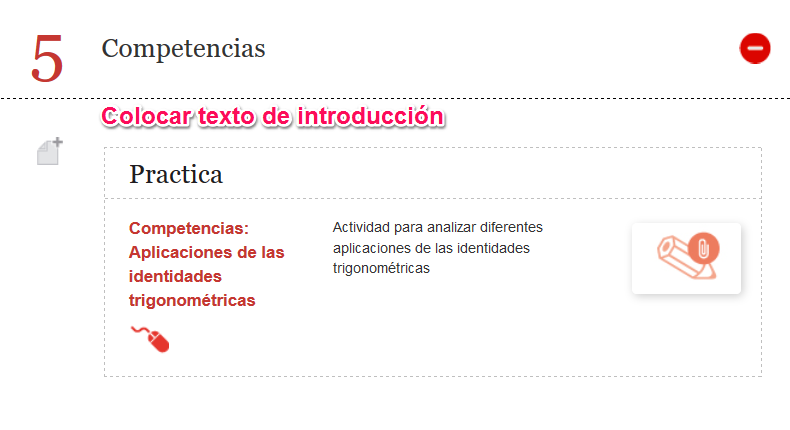 5
Competencias
Colocar texto de introducción
Practica
Competencias:
Aplicaciones de las
identidades
trigonométricas
Actividad para analizar diferentes
aplicaciones de las identidades
trigonométricas